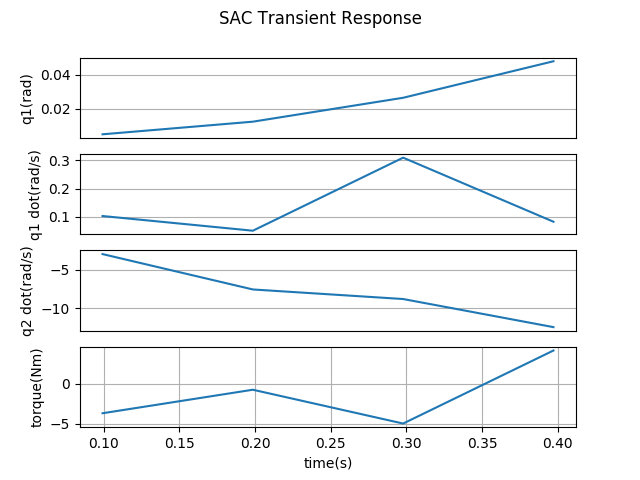 SAC Transient Response
q1(rad)
0.04
0.02
q1 dot(rad/s)
0.3
0.2
0.1
q2 dot(rad/s)
−5
−10
torque(Nm)
0
−5
0.10 0.15 0.20 0.25 0.30 0.35 0.40
time(s)